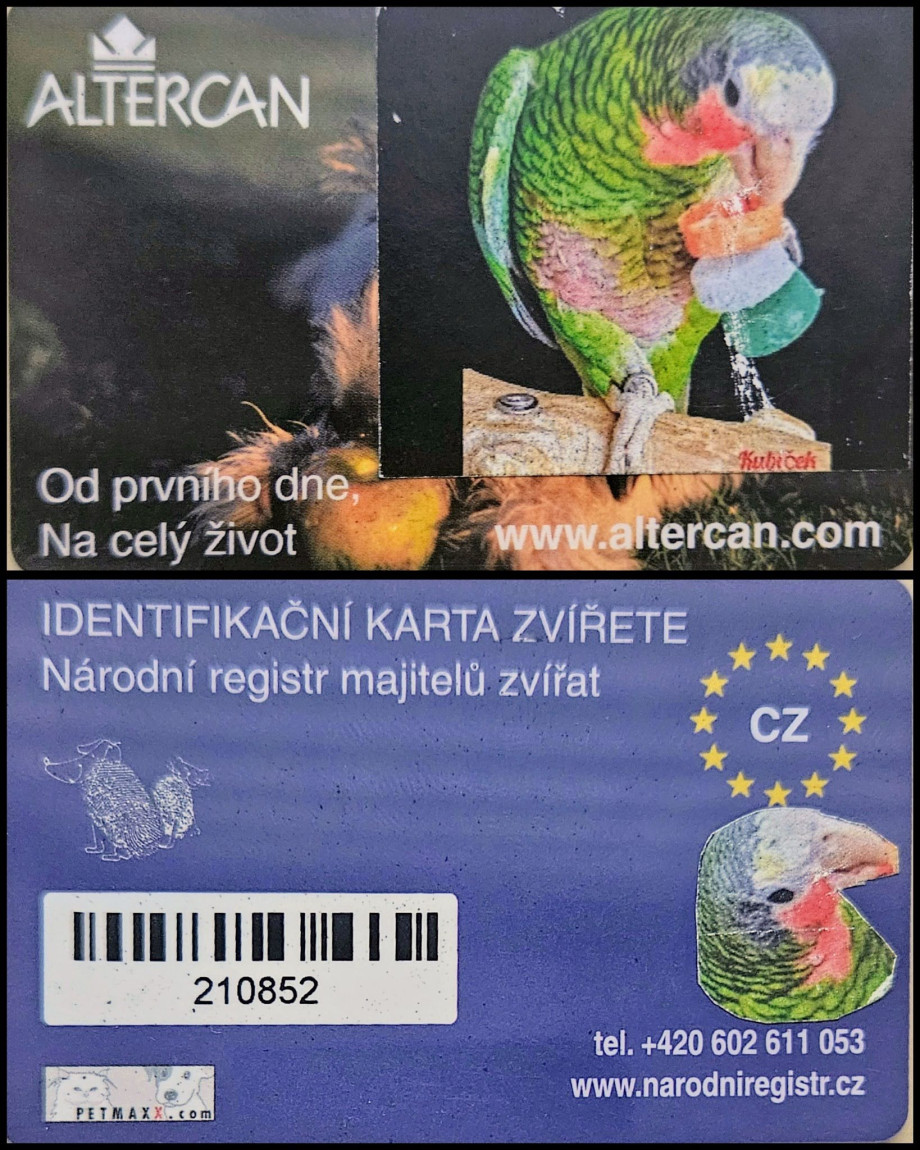 ALTERCAN
Kubíček
Od prvního dne,
Na celý život
www.altercan.com
IDENTIFIKAČNÍ KARTA ZVÍŘETE
Národní registr majitelů zvířat
CZ
210852
tel. +420 602 611 053
www.narodniregistr.cz
PETMAXX.com